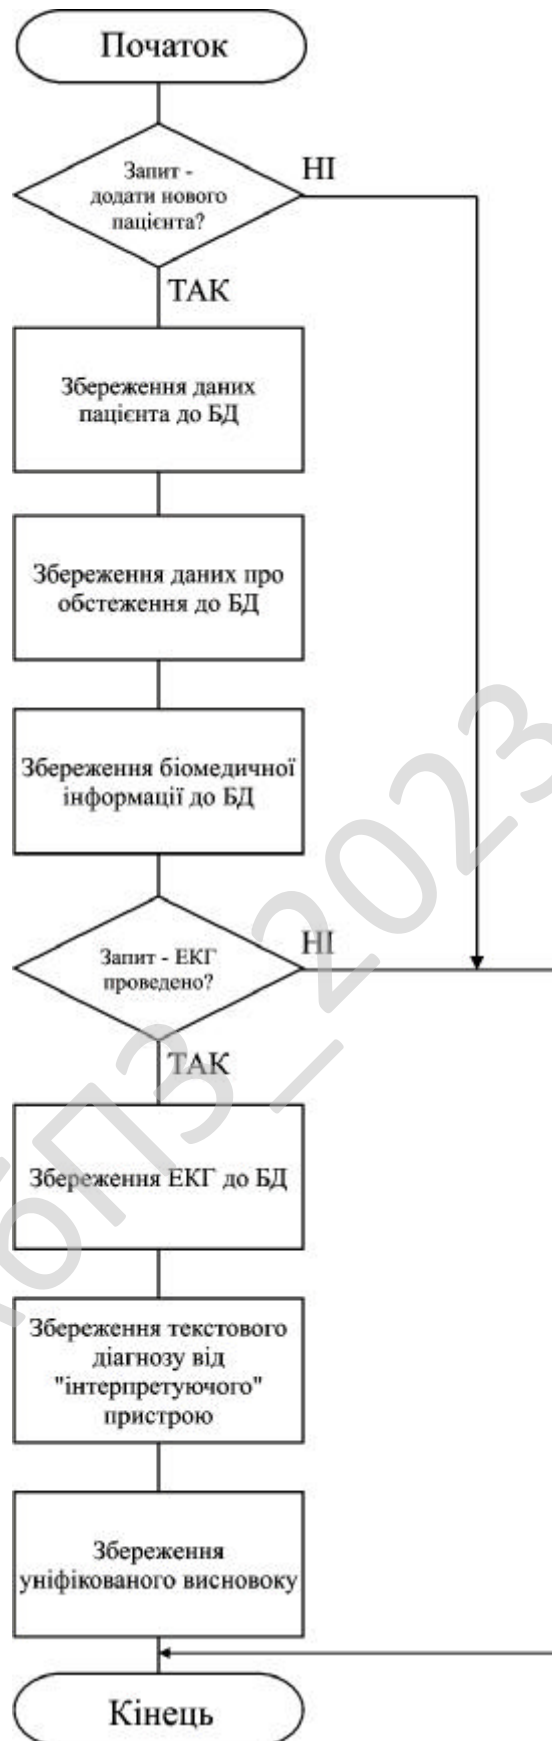 Початок
Запит -
додати нового
пацієнта?
НІ
ТАК
Збереження даних
пацієнта до БД
Збереження даних про
обстеження до БД
Збереження біомедичної
інформації до БД
Запит - ЕКГ
проведено?
НІ
ТАК
Збереження ЕКГ до БД
Збереження текстового
діагнозу від
"інтерпретуючого"
пристрою
Збереження
уніфікованого висновоку
Кінець